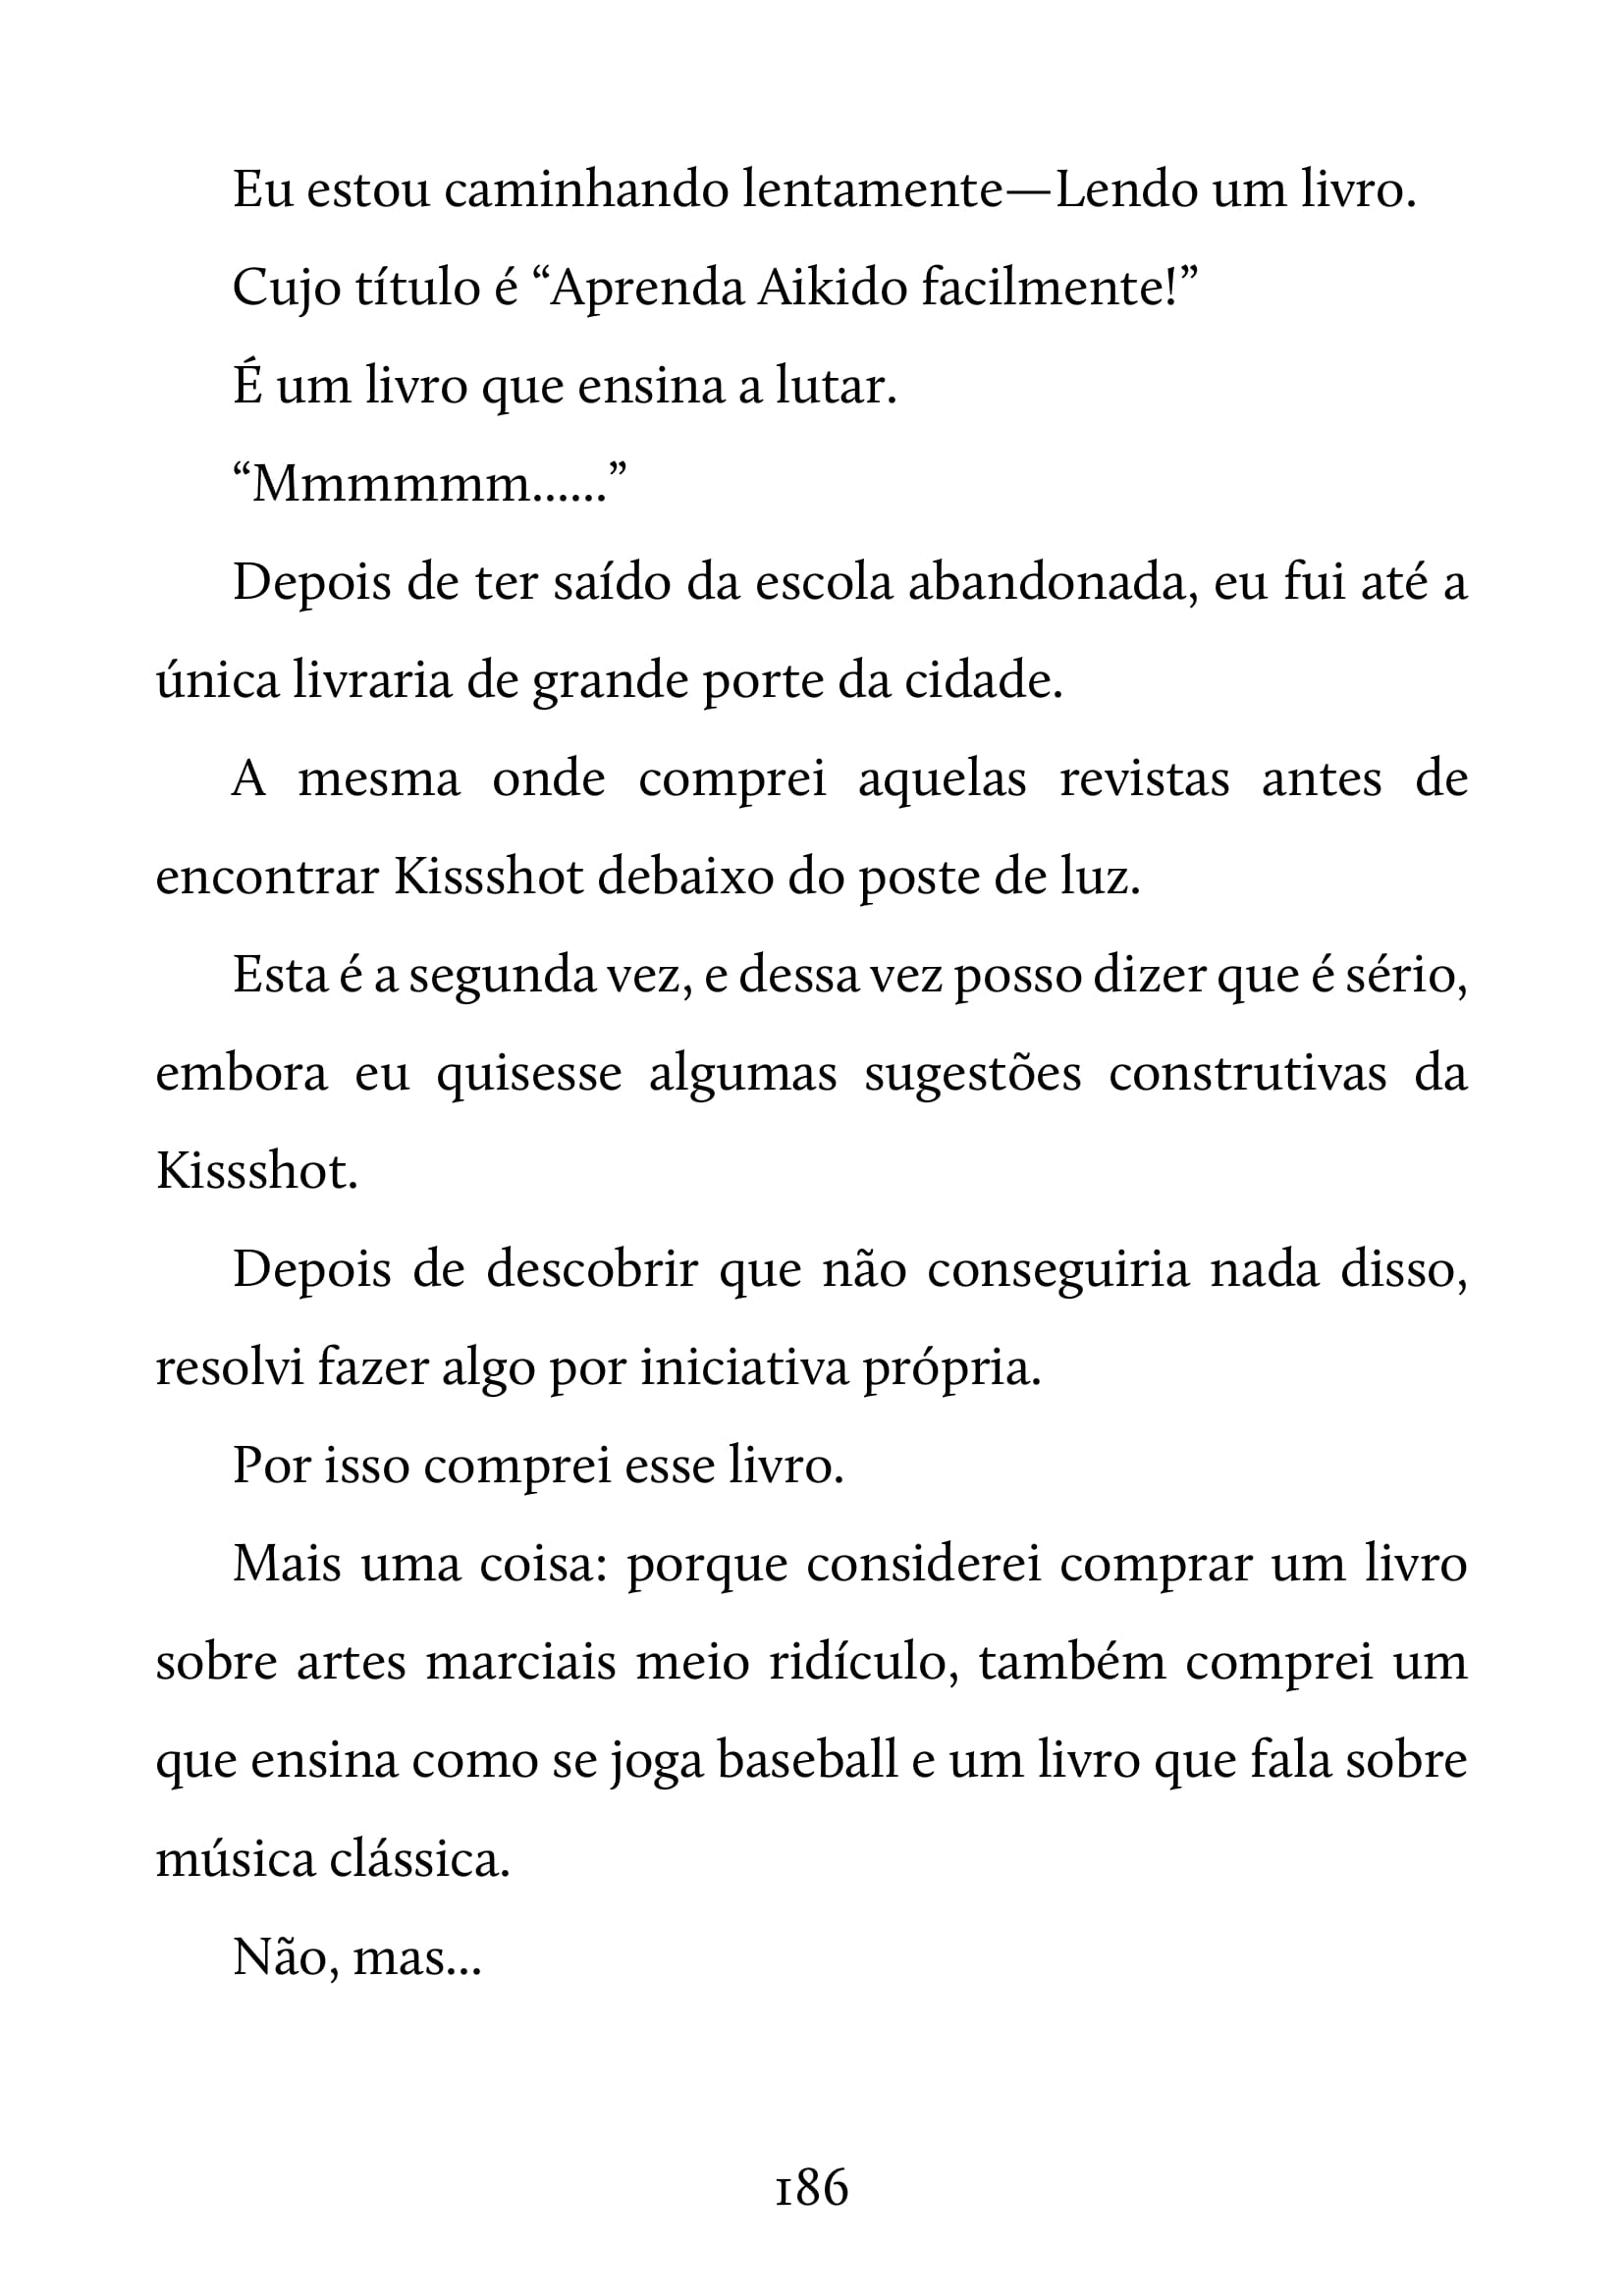 Eu estou caminhando lentamente—Lendo um livro.
Cujo título é “Aprenda Aikido facilmente!”
É um livro que ensina a lutar.
“Mmmmmm......”
Depois de ter saído da escola abandonada, eu fui até a
única livraria de grande porte da cidade.
A mesma onde comprei aquelas revistas antes de
encontrar Kissshot debaixo do poste de luz.
Esta é a segunda vez, e dessa vez posso dizer que é sério,
embora eu quisesse algumas sugestões construtivas da
Kissshot.
Depois de descobrir que não conseguiria nada disso,
resolvi fazer algo por iniciativa própria.
Por isso comprei esse livro.
Mais uma coisa: porque considerei comprar um livro
sobre artes marciais meio ridículo, também comprei um
que ensina como se joga baseball e um livro que fala sobre
música clássica.
Não, mas...
186